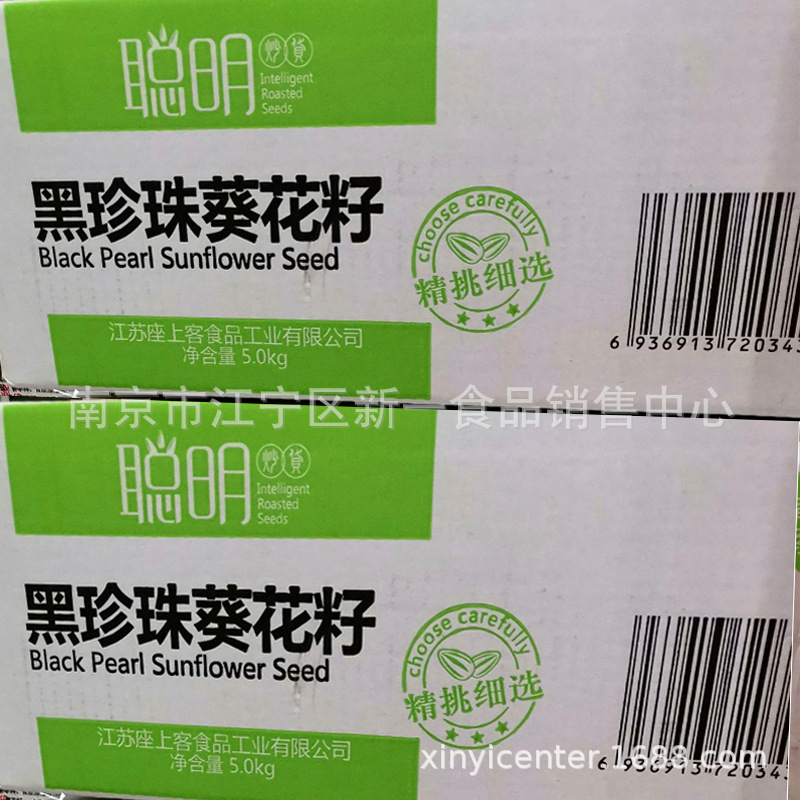 聪明
炒貨
Intelligent
Roasted
Seeds
黑珍珠葵花籽
Black Pearl Sunflower Seed
choose carefully
精挑细选
江苏座上客食品工业有限公司
净含量 5.0kg
6 936913 72034
南京市江宁区新一食品销售中心
聪明
炒貨
Intelligent
Roasted
Seeds
黑珍珠葵花籽
Black Pearl Sunflower Seed
choose carefully
精挑细选
江苏座上客食品工业有限公司
净含量 5.0kg
6 936913 72034
xinyicenter.1688.com